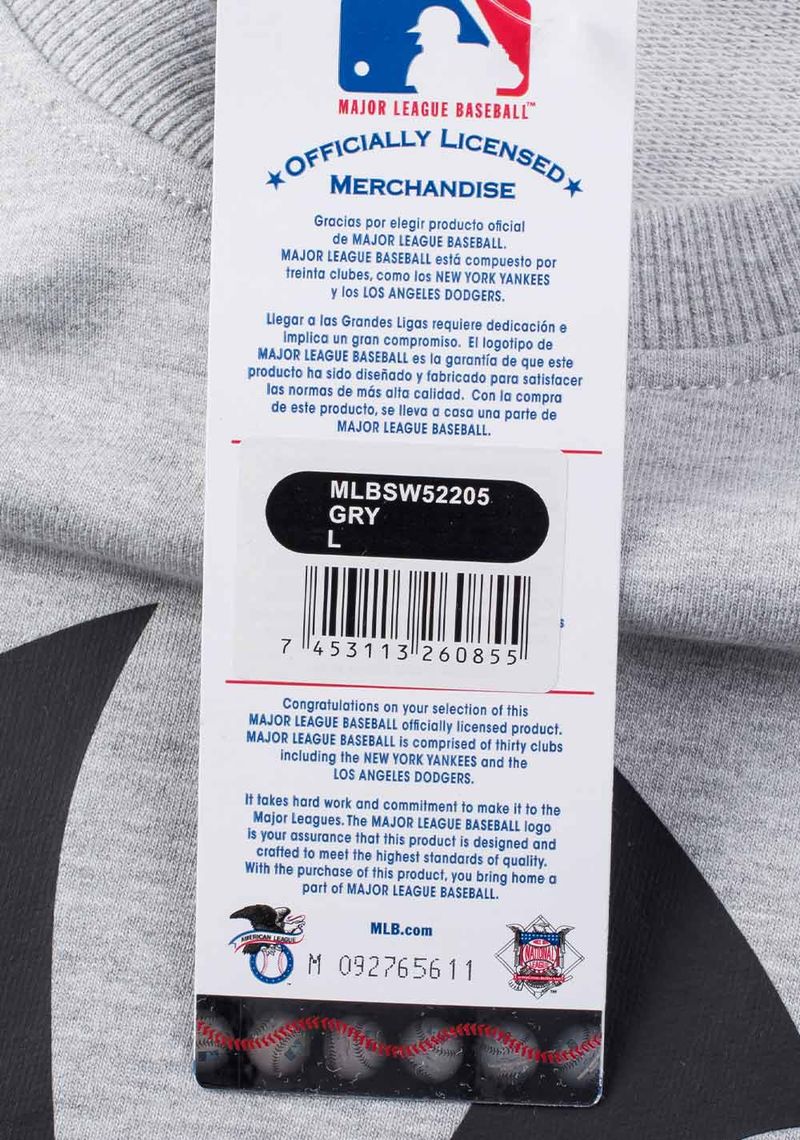 MAJOR LEAGUE BASEBALL™
★OFFICIALLY LICENSED★
MERCHANDISE
Gracias por elegir producto oficial
de MAJOR LEAGUE BASEBALL.
MAJOR LEAGUE BASEBALL está compuesto por
treinta clubes, como los NEW YORK YANKEES
y los LOS ANGELES DODGERS.
Llegar a las Grandes Ligas requiere dedicación e
implica un gran compromiso. El logotipo de
MAJOR LEAGUE BASEBALL es la garantía de que este
producto ha sido diseñado y fabricado para satisfacer
las normas de más alta calidad. Con la compra
de este producto, se lleva a casa una parte de
MAJOR LEAGUE BASEBALL.
MLBSW52205
GRY
L
7 453113 260855
s
Congratulations on your selection of this
MAJOR LEAGUE BASEBALL officially licensed product.
MAJOR LEAGUE BASEBALL is comprised of thirty clubs
including the NEW YORK YANKEES and the
LOS ANGELES DODGERS.
It takes hard work and commitment to make it to the
Major Leagues. The MAJOR LEAGUE BASEBALL logo
is your assurance that this product is designed and
crafted to meet the highest standards of quality.
With the purchase of this product, you bring home a
part of MAJOR LEAGUE BASEBALL.
MLB.com
AMERICAN LEAGUE
NATIONAL
LEAGUE
M 092765611